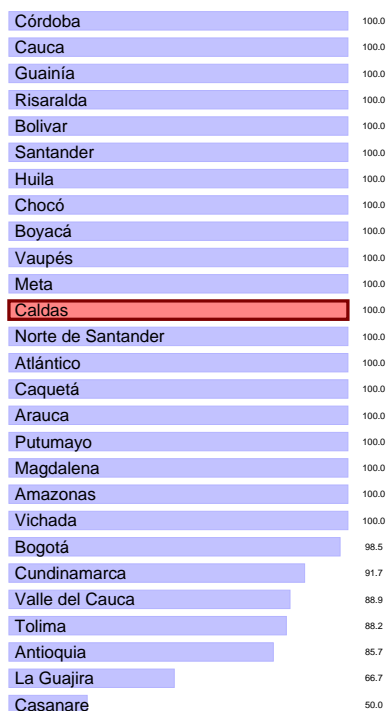 Córdoba 100.0
Cauca 100.0
Guainía 100.0
Risaralda 100.0
Bolivar 100.0
Santander 100.0
Huila 100.0
Chocó 100.0
Boyacá 100.0
Vaupés 100.0
Meta 100.0
Caldas 100.0
Norte de Santander 100.0
Atlántico 100.0
Caquetá 100.0
Arauca 100.0
Putumayo 100.0
Magdalena 100.0
Amazonas 100.0
Vichada 100.0
Bogotá 98.5
Cundinamarca 91.7
Valle del Cauca 88.9
Tolima 88.2
Antioquia 85.7
La Guajira 66.7
Casanare 50.0